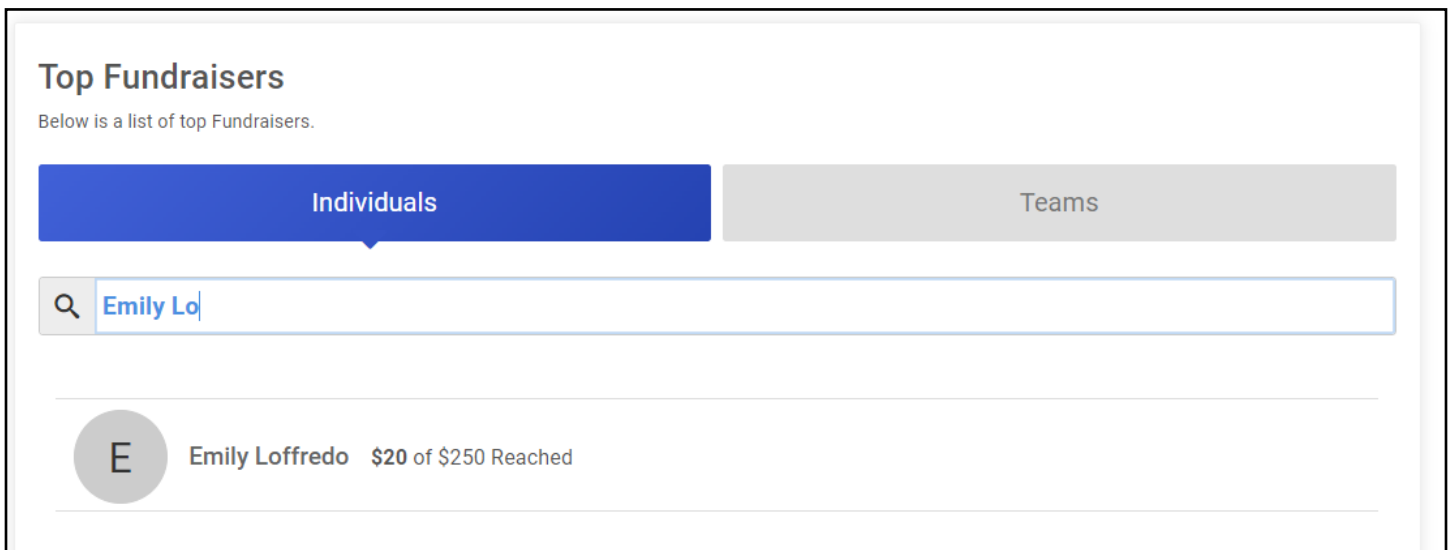 Top Fundraisers
Below is a list of top Fundraisers.
Individuals
Teams
Emily Lo
E
Emily Loffredo $20 of $250 Reached